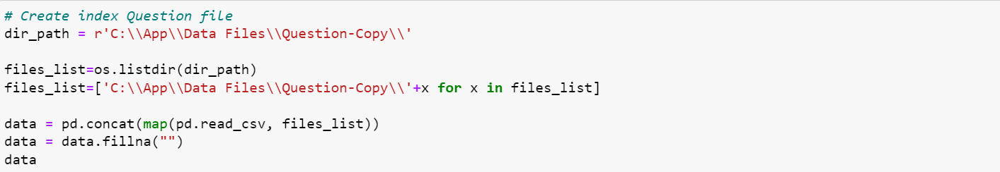 # Create index Question file
dir_path = r'C:\\App\\Data Files\\Question-Copy\\'
files_list=os.listdir(dir_path)
files_list=['C:\\App\\Data Files\\Question-Copy\\'+x for x in files_list]
data = pd.concat(map(pd.read_csv, files_list))
data = data.fillna("")
data